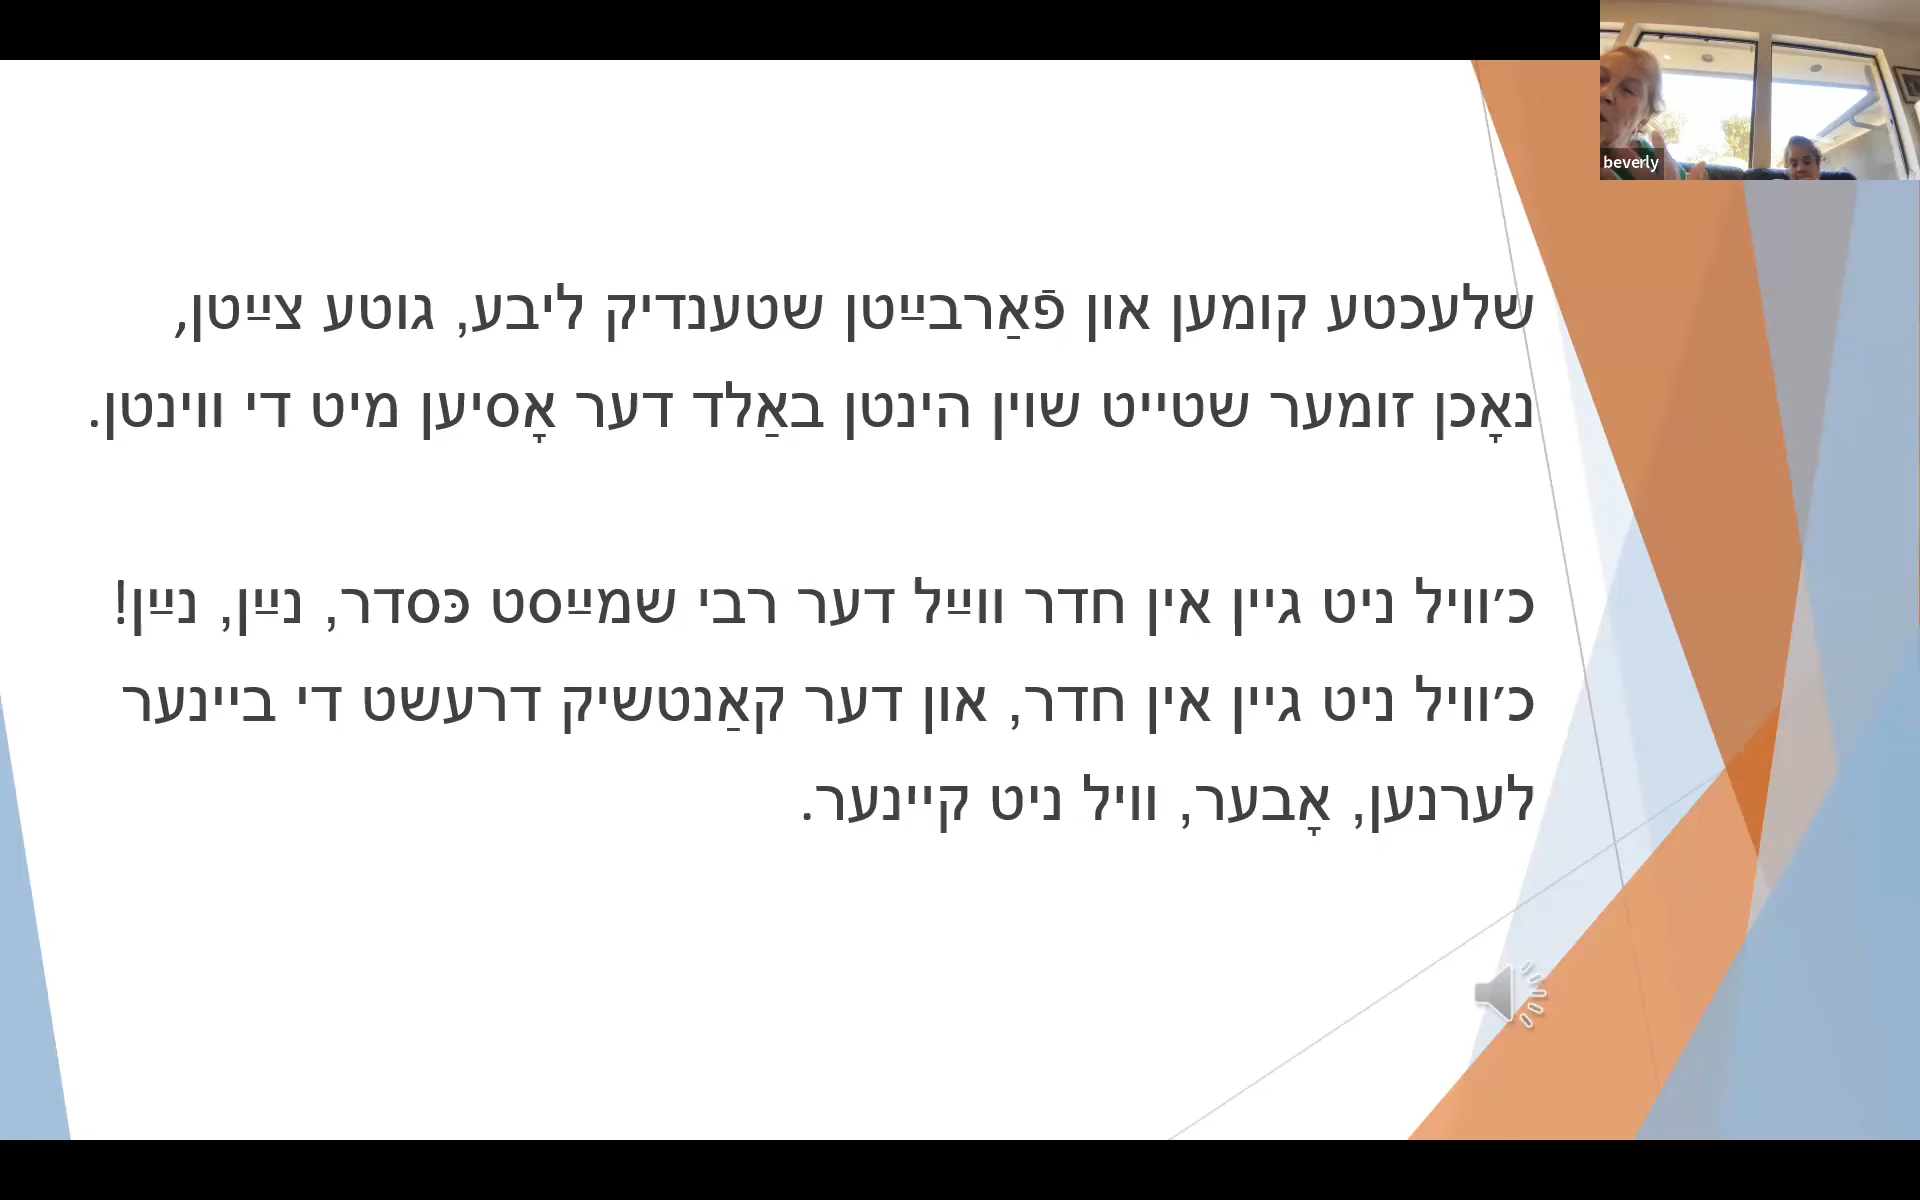 שלעכטע קומען און פֿאַרבײַטן שטענדיק ליבע, גוטע צײַטן,
נאָכן זומער שטייט שוין הינטן באַלד דער אָסיען מיט די ווינטן.
כ׳וויל ניט גיין אין חדר ווײַל דער רבי שמײַסט כּסדר, נײַן, נײַן!
כ׳וויל ניט גיין אין חדר, און דער קאַנטשיק דרעשט די ביינער
לערנען, אָבער, וויל ניט קיינער.
beverly